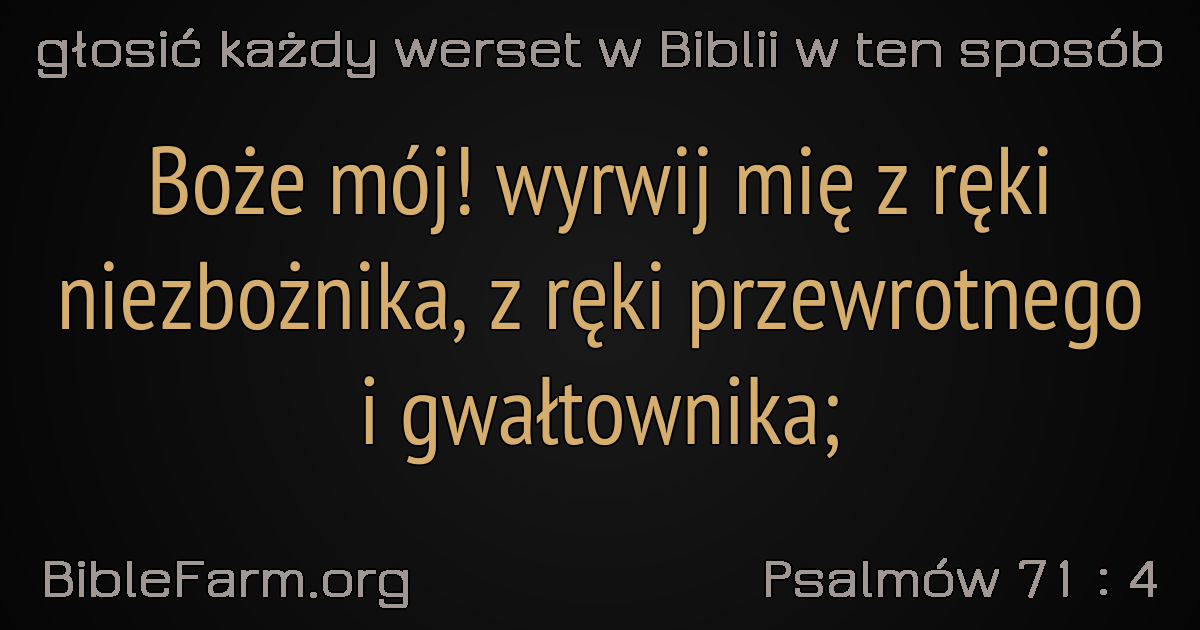 głosić każdy werset w Biblii w ten sposób
Boże mój! wyrwij mię z ręki
niezbożnika, z ręki przewrotnego
i gwałtownika;
BibleFarm.org
Psalmów 71 : 4